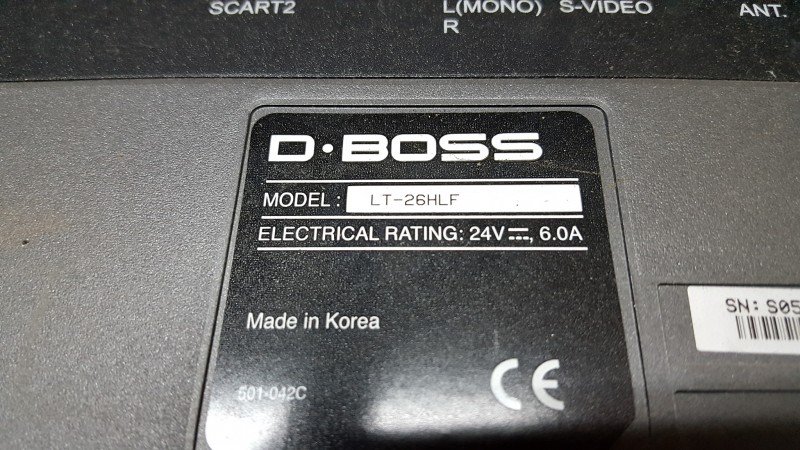 SCART2
L(MONO) S-VIDEO ANT.
R
D·BOSS
MODEL : LT-26HLF
ELECTRICAL RATING: 24V⎓, 6.0A
Made in Korea
SN: S05
501-042C
CE